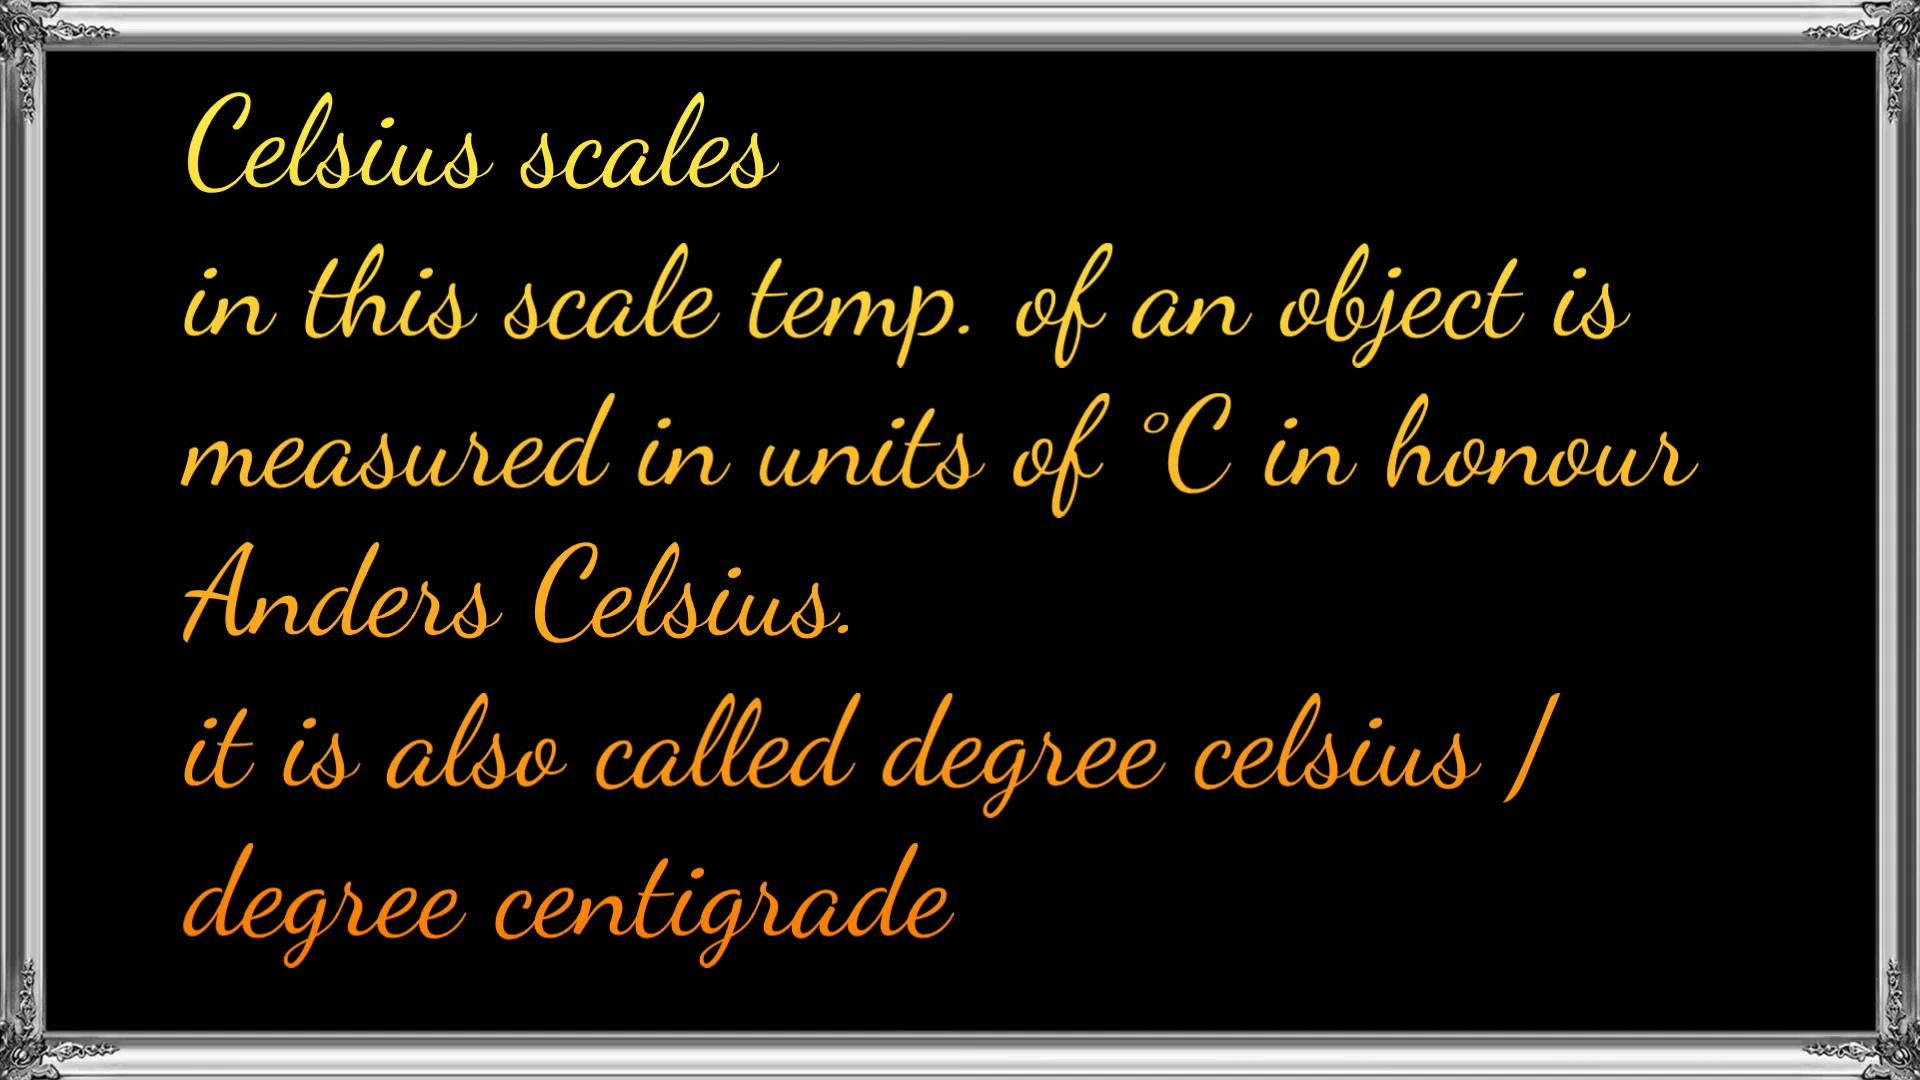 Celsius scales
in this scale temp. of an object is
measured in units of °C in honour
Anders Celsius.
it is also called degree celsius /
degree centigrade